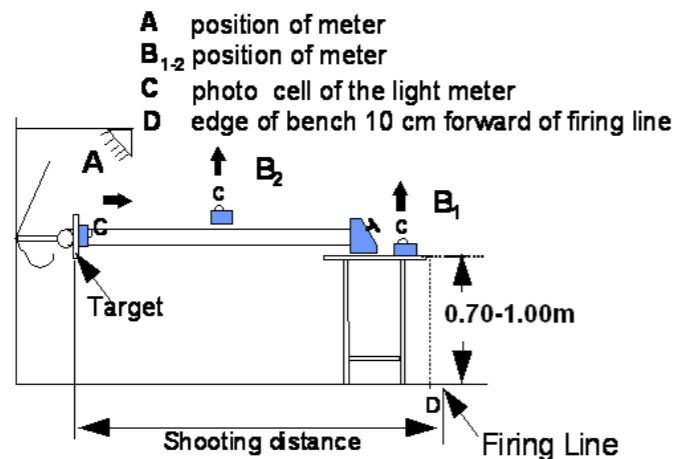 A position of meter
B1-2 position of meter
C photo cell of the light meter
D edge of bench 10 cm forward of firing line
A
B2
C
C
B1
C
Target
0.70-1.00m
D
Shooting distance
Firing Line